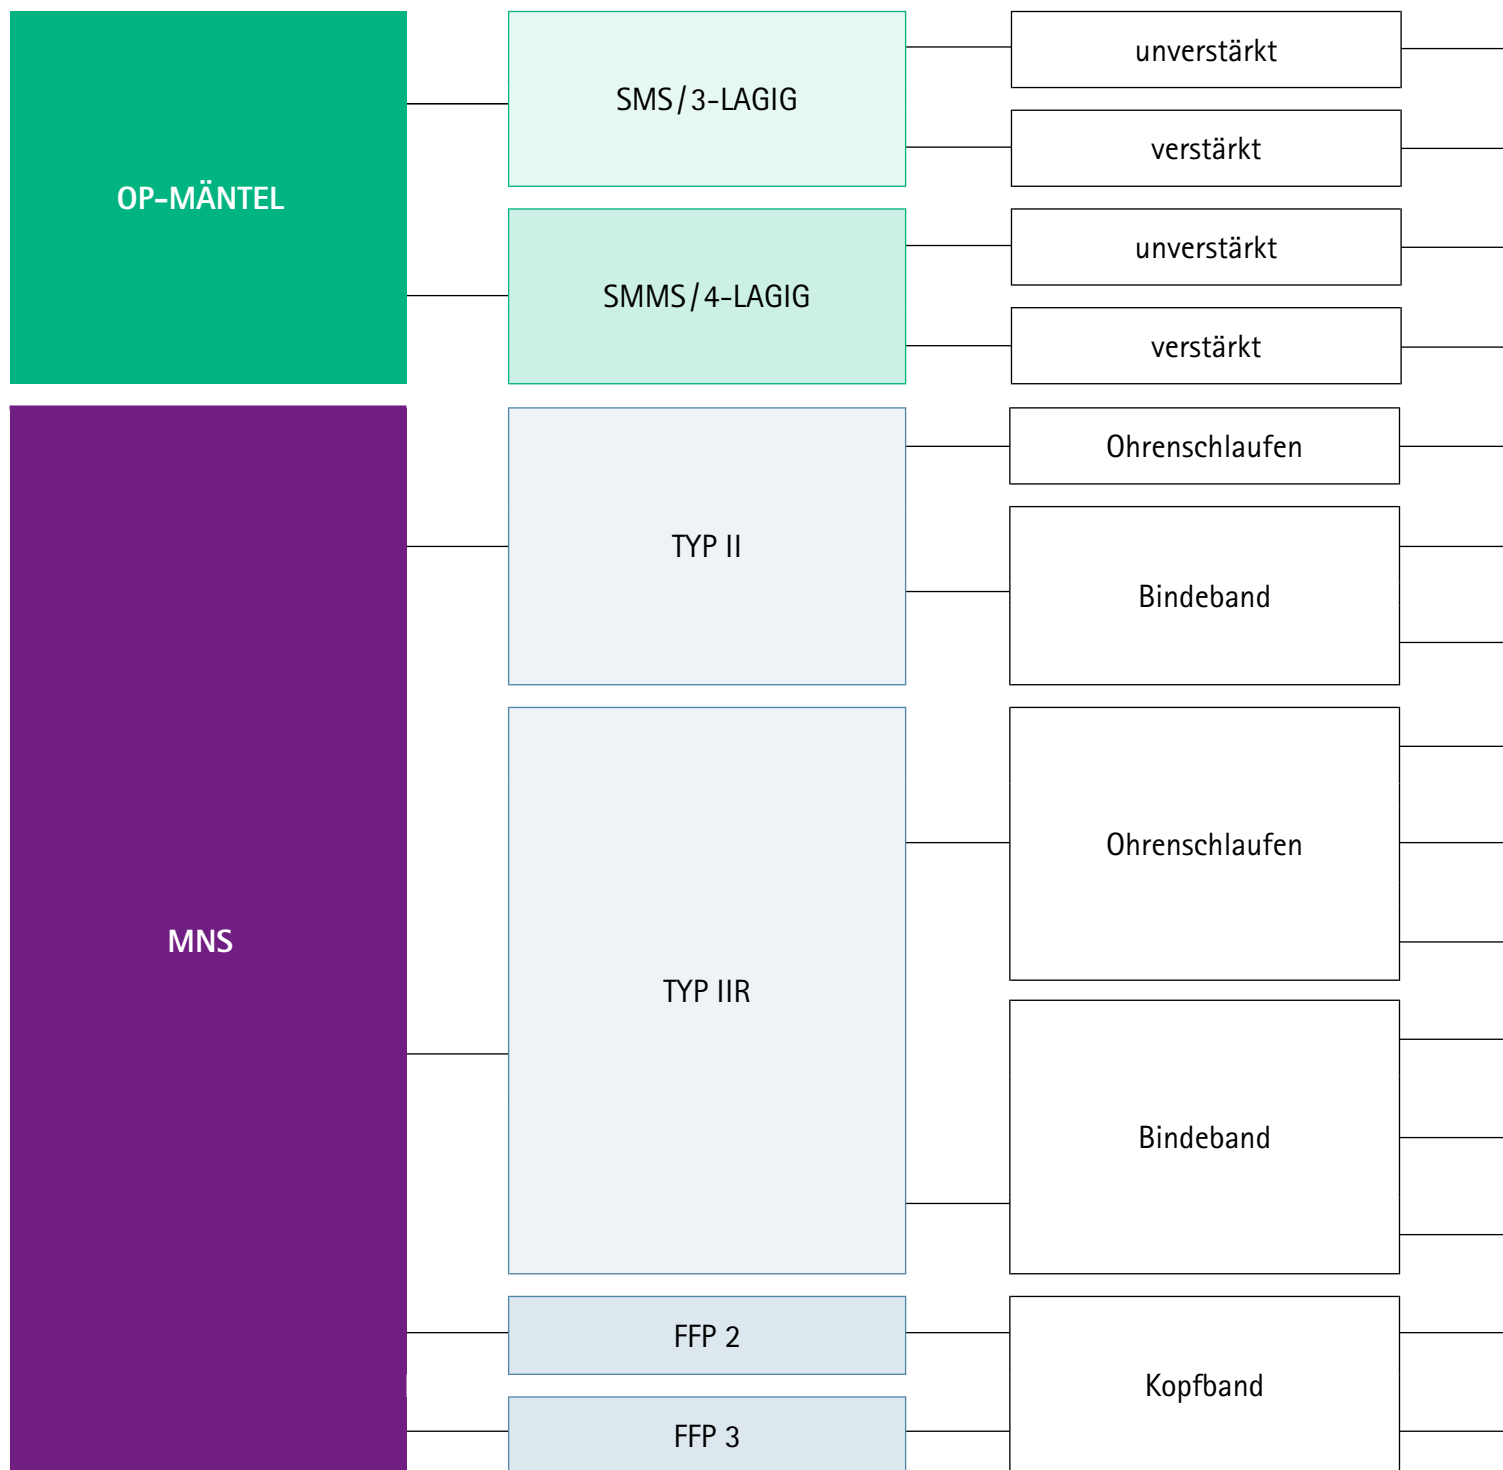 OP-MÄNTEL
SMS/3-LAGIG
unverstärkt
verstärkt
SMMS/4-LAGIG
unverstärkt
verstärkt
MNS
TYP II
Ohrenschlaufen
Bindeband
TYP IIR
Ohrenschlaufen
Bindeband
FFP 2
FFP 3
Kopfband